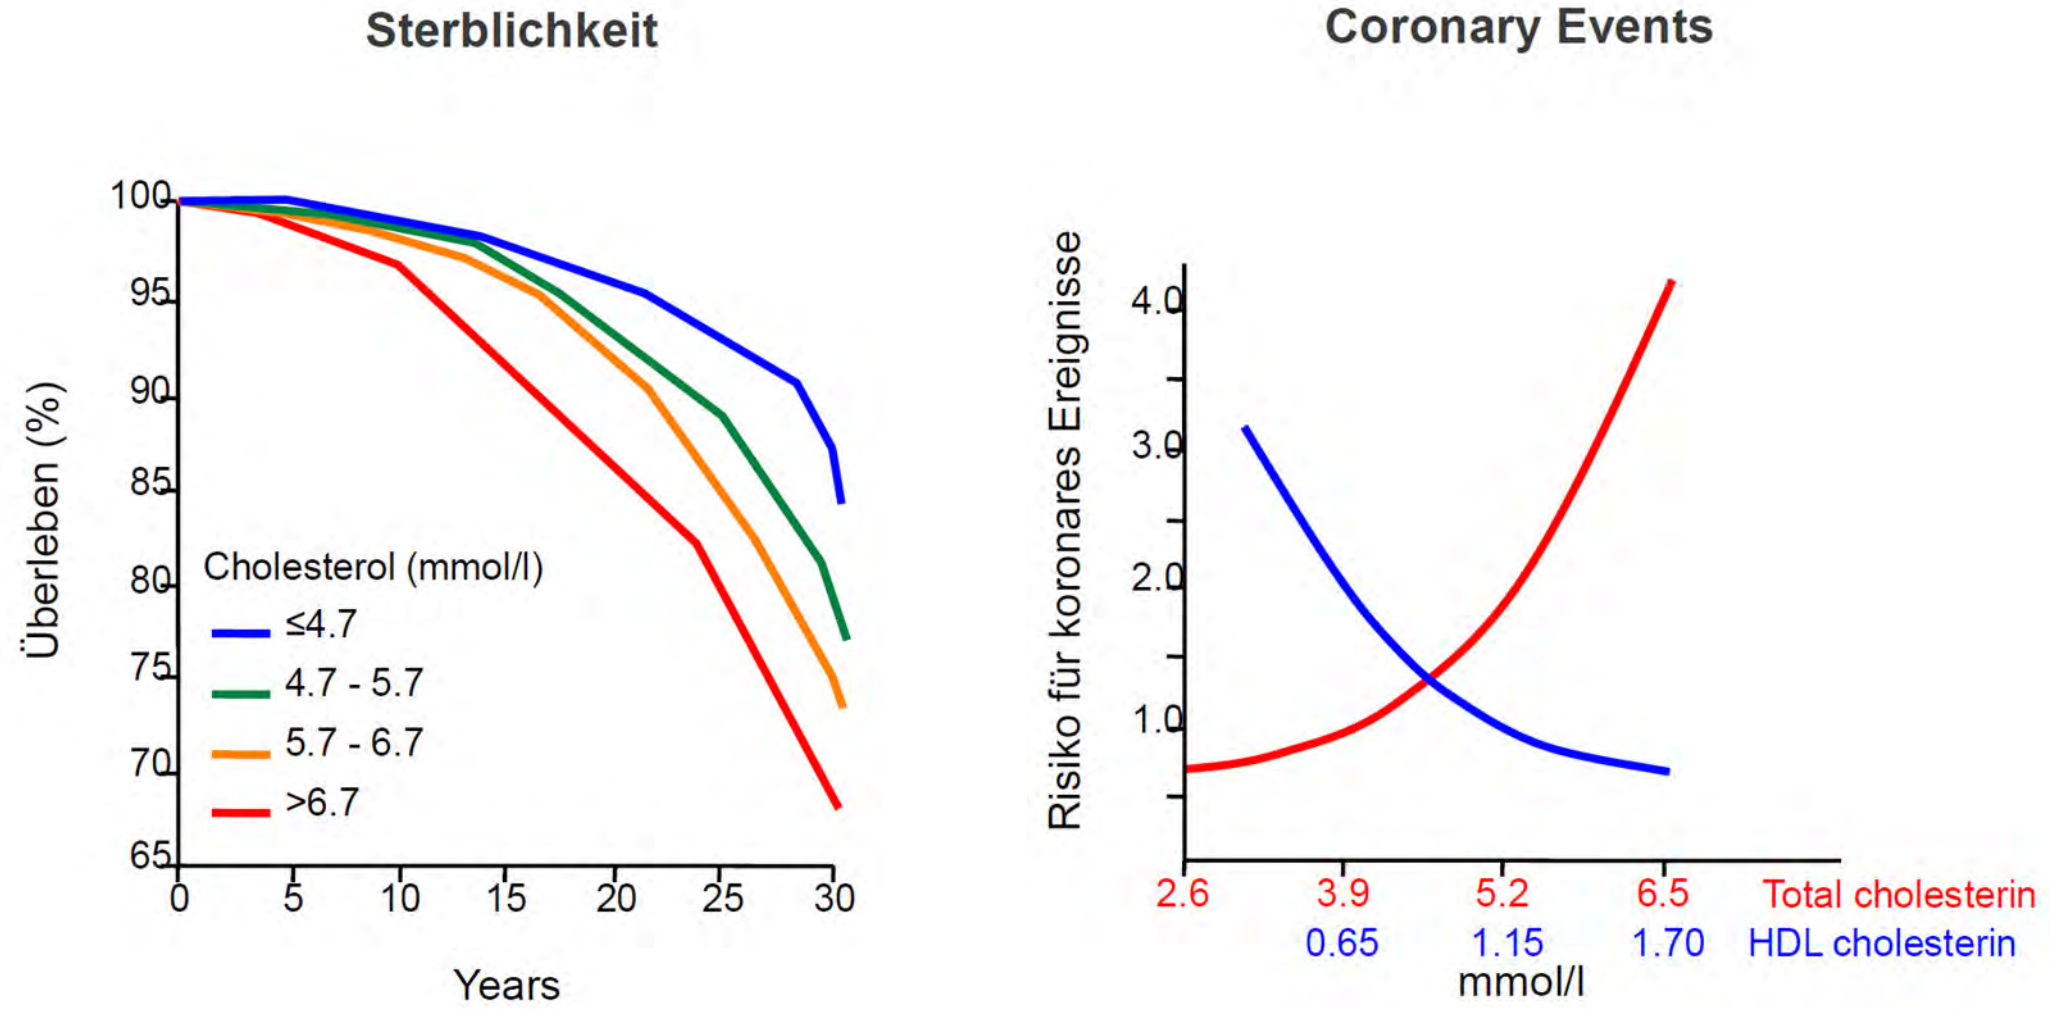 Sterblichkeit
Überleben (%)
100
95
90
85
80
75
70
65
Cholesterol (mmol/l)
≤4.7
4.7 - 5.7
5.7 - 6.7
>6.7
0 5 10 15 20 25 30
Years
Coronary Events
Risiko für koronares Ereignisse
4.0
3.0
2.0
1.0
2.6 3.9 5.2 6.5 Total cholesterin
0.65 1.15 1.70 HDL cholesterin
mmol/l